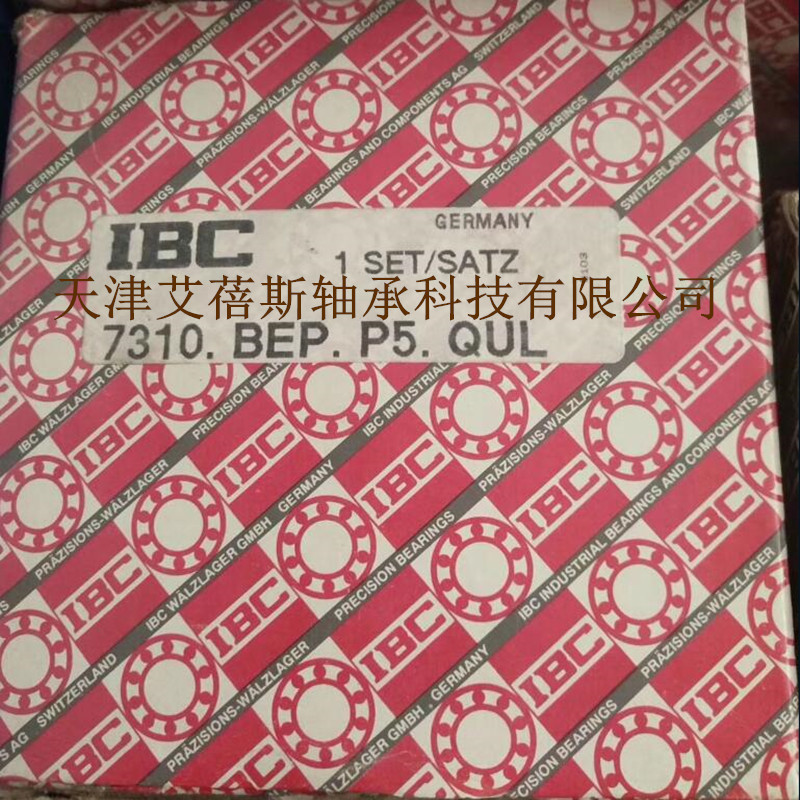 IBC
GERMANY
1 SET/SATZ
天津艾蓓斯轴承科技有限公司
7310. BEP. P5. QUL
IBC INDUSTRIAL BEARINGS AND COMPONENTS AG
SWITZERLAND
PRÄZISIONS-WÄLZLAGER
IBC WÄLZLAGER GMBH
GERMANY
PRECISION BEARINGS